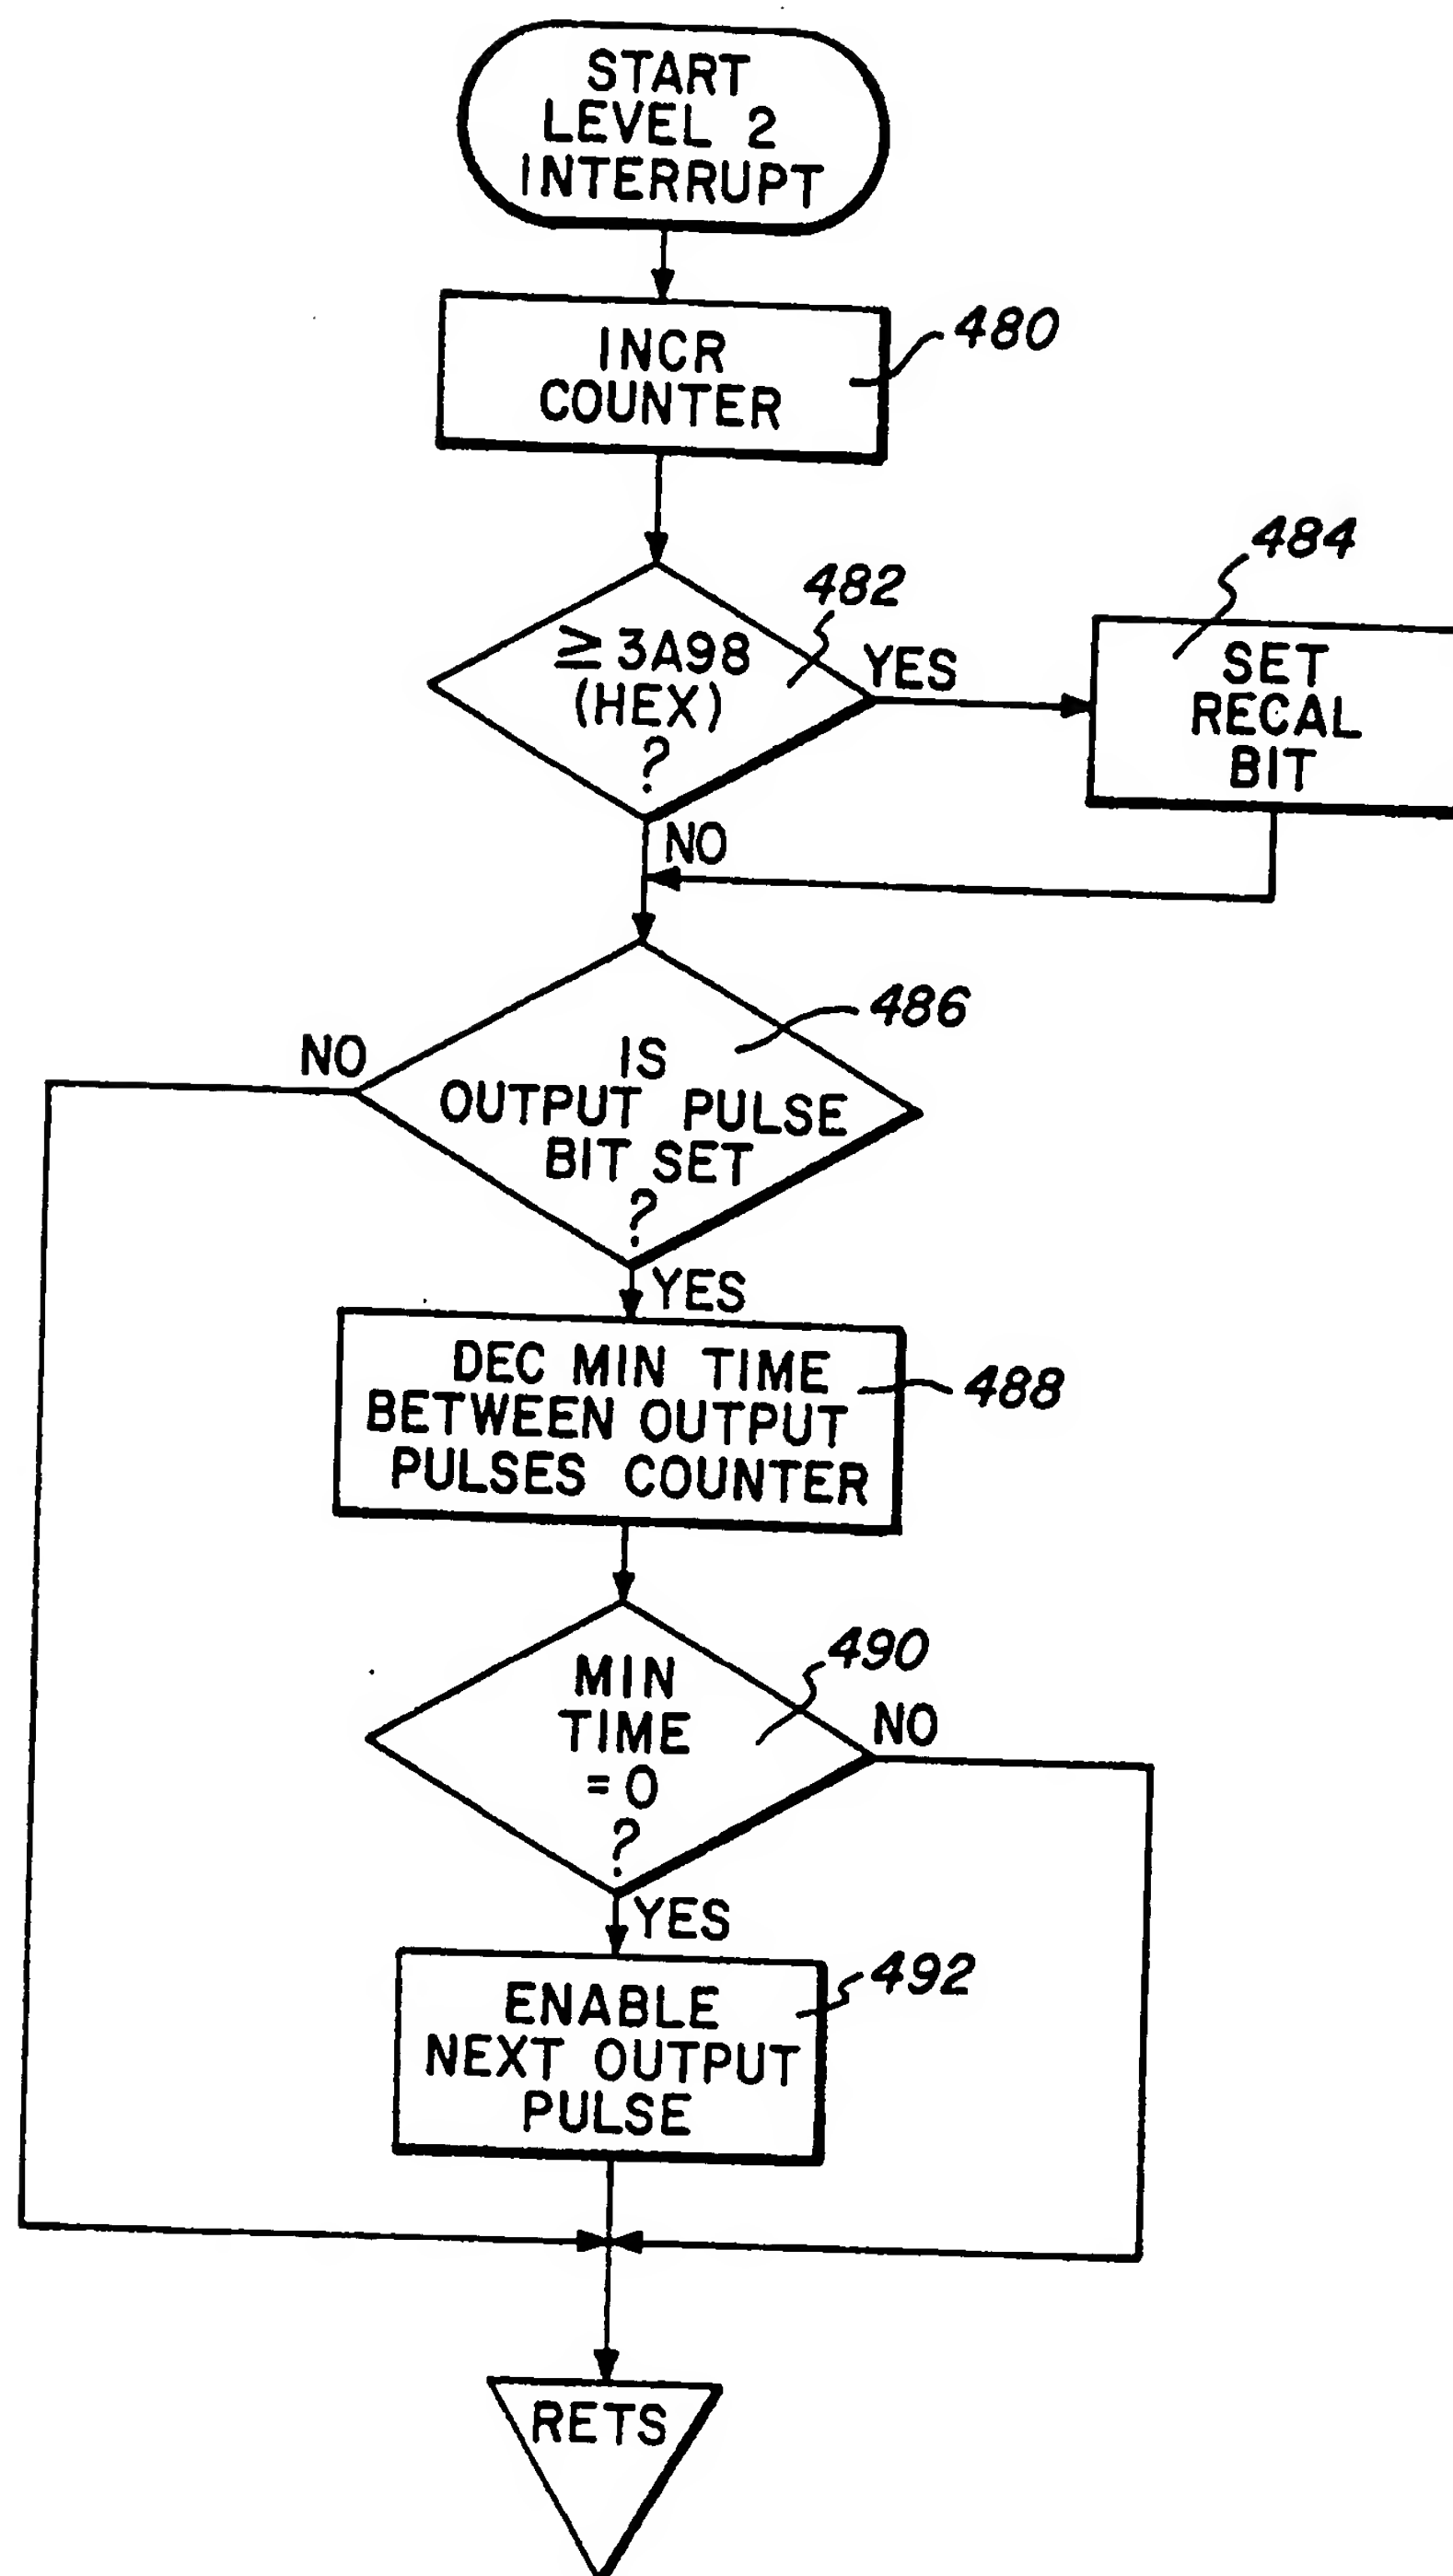 START
LEVEL 2
INTERRUPT
INCR
COUNTER
480
≥ 3A98
(HEX)
?
482
YES
NO
SET
RECAL
BIT
484
IS
OUTPUT PULSE
BIT SET
?
486
NO
YES
DEC MIN TIME
BETWEEN OUTPUT
PULSES COUNTER
488
MIN
TIME
= 0
?
490
NO
YES
ENABLE
NEXT OUTPUT
PULSE
492
RETS